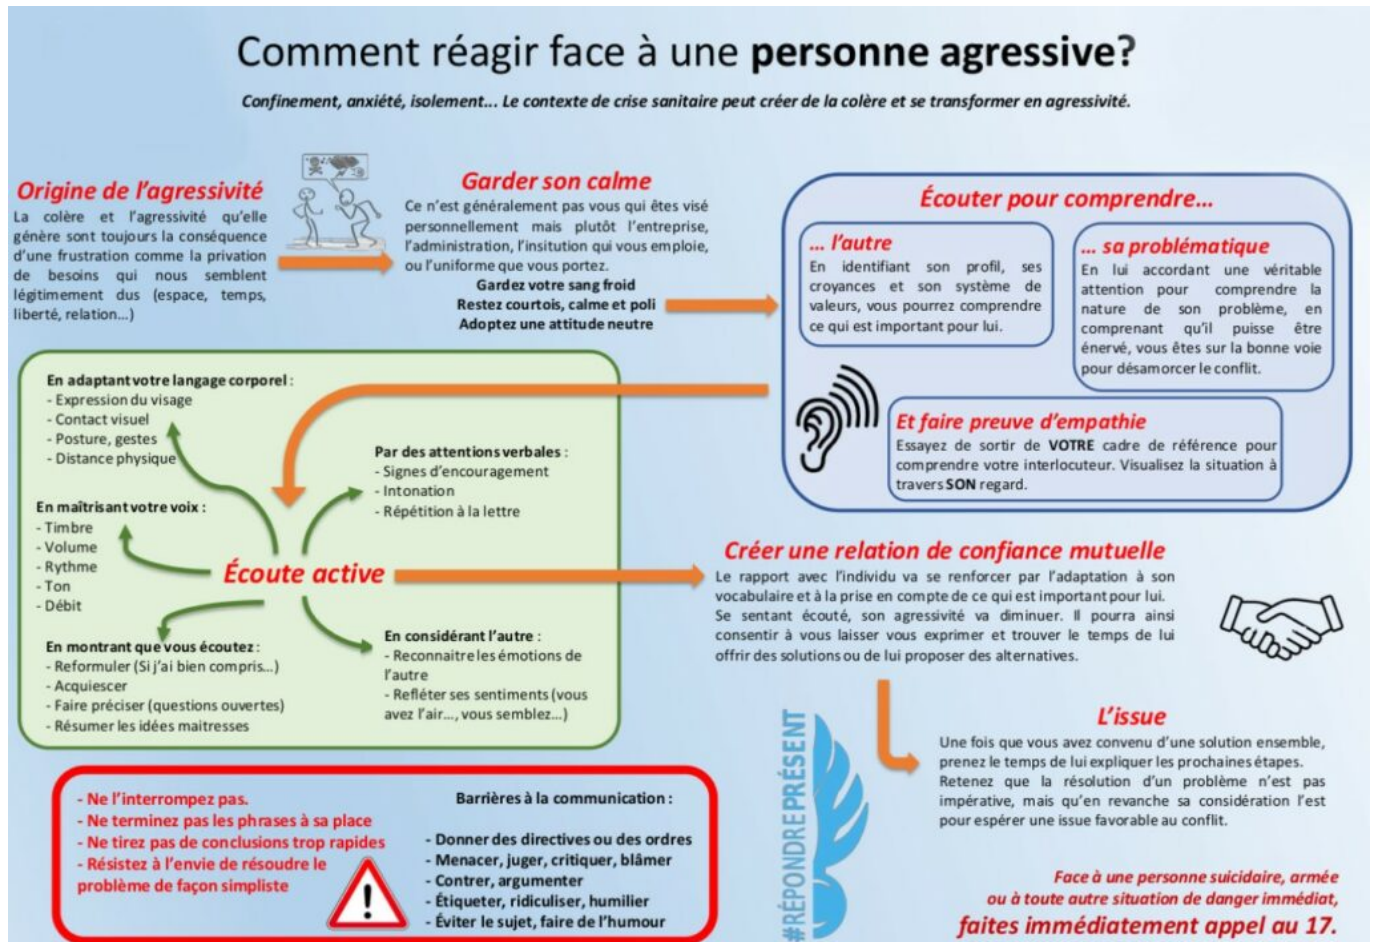 Comment réagir face à une personne agressive?
Confinement, anxiété, isolement... Le contexte de crise sanitaire peut créer de la colère et se transformer en agressivité.
Origine de l'agressivité
La colère et l'agressivité qu'elle
génère sont toujours la conséquence
d'une frustration comme la privation
de besoins qui nous semblent
légitimement dus (espace, temps,
liberté, relation...)
Garder son calme
Ce n'est généralement pas vous qui êtes visé
personnellement mais plutôt l'entreprise,
l'administration, l'insitution qui vous emploie,
ou l'uniforme que vous portez.
Gardez votre sang froid
Restez courtois, calme et poli
Adoptez une attitude neutre
Écouter pour comprendre...
... l'autre
En identifiant son profil, ses
croyances et son système de
valeurs, vous pourrez comprendre
ce qui est important pour lui.
... sa problématique
En lui accordant une véritable
attention pour comprendre la
nature de son problème, en
comprenant qu'il puisse être
énervé, vous êtes sur la bonne voie
pour désamorcer le conflit.
Et faire preuve d'empathie
Essayez de sortir de VOTRE cadre de référence pour
comprendre votre interlocuteur. Visualisez la situation à
travers SON regard.
En adaptant votre langage corporel :
- Expression du visage
- Contact visuel
- Posture, gestes
- Distance physique
Par des attentions verbales :
- Signes d'encouragement
- Intonation
- Répétition à la lettre
En maîtrisant votre voix :
- Timbre
- Volume
- Rythme
- Ton
- Débit
Écoute active
En montrant que vous écoutez :
- Reformuler (Si j'ai bien compris...)
- Acquiescer
- Faire préciser (questions ouvertes)
- Résumer les idées maitresses
En considérant l'autre :
- Reconnaitre les émotions de
l'autre
- Refléter ses sentiments (vous
avez l'air..., vous semblez...)
Créer une relation de confiance mutuelle
Le rapport avec l'individu va se renforcer par l'adaptation à son
vocabulaire et à la prise en compte de ce qui est important pour lui.
Se sentant écouté, son agressivité va diminuer. Il pourra ainsi
consentir à vous laisser vous exprimer et trouver le temps de lui
offrir des solutions ou de lui proposer des alternatives.
L'issue
Une fois que vous avez convenu d'une solution ensemble,
prenez le temps de lui expliquer les prochaines étapes.
Retenez que la résolution d'un problème n'est pas
impérative, mais qu'en revanche sa considération l'est
pour espérer une issue favorable au conflit.
#RÉPONDREPRÉSENT
- Ne l'interrompez pas.
- Ne terminez pas les phrases à sa place
- Ne tirez pas de conclusions trop rapides
- Résistez à l'envie de résoudre le
problème de façon simpliste
!
Barrières à la communication :
- Donner des directives ou des ordres
- Menacer, juger, critiquer, blâmer
- Contrer, argumenter
- Étiqueter, ridiculiser, humilier
- Éviter le sujet, faire de l'humour
Face à une personne suicidaire, armée
ou à toute autre situation de danger immédiat,
faites immédiatement appel au 17.